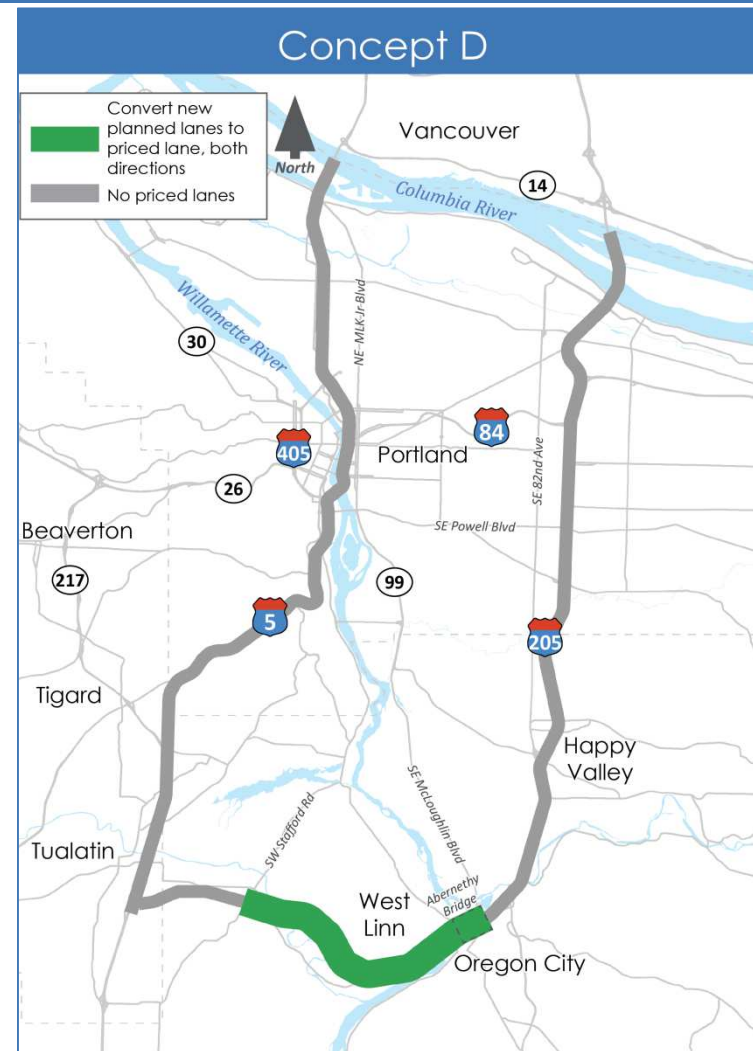 Concept D
Convert new
planned lanes to
priced lane, both
directions
No priced lanes
North
Vancouver
14
Columbia River
Willamette River
NE MLK Jr Blvd
30
405
84
Portland
26
SE 82nd Ave
Beaverton
SE Powell Blvd
217
99
5
205
Tigard
Happy
Valley
SW Stafford Rd
SE McLoughlin Blvd
Tualatin
West
Linn
Abernethy
Bridge
Oregon City